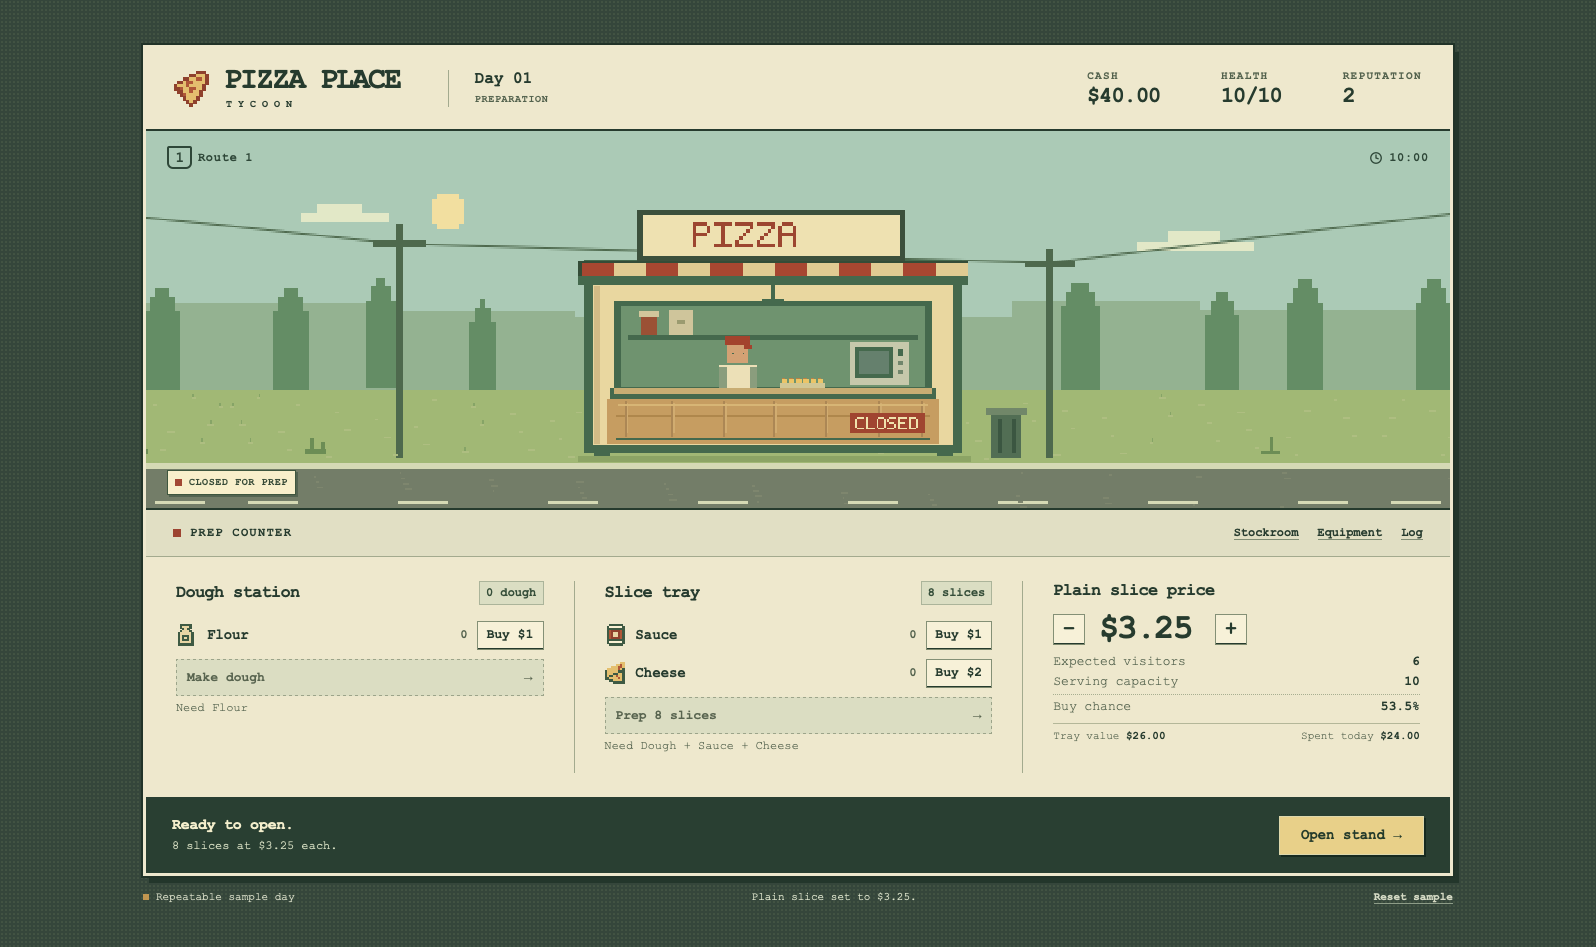 PIZZA PLACE
TYCOON
Day 01
PREPARATION
CASH
$40.00
HEALTH
10/10
REPUTATION
2
1 Route 1
10:00
PIZZA
CLOSED
CLOSED FOR PREP
PREP COUNTER
Stockroom Equipment Log
Dough station 0 dough
Flour 0 Buy $1
Make dough →
Need Flour
Slice tray 8 slices
Sauce 0 Buy $1
Cheese 0 Buy $2
Prep 8 slices →
Need Dough + Sauce + Cheese
Plain slice price
− $3.25 +
Expected visitors 6
Serving capacity 10
Buy chance 53.5%
Tray value $26.00 Spent today $24.00
Ready to open.
8 slices at $3.25 each.
Open stand →
Repeatable sample day
Plain slice set to $3.25.
Reset sample